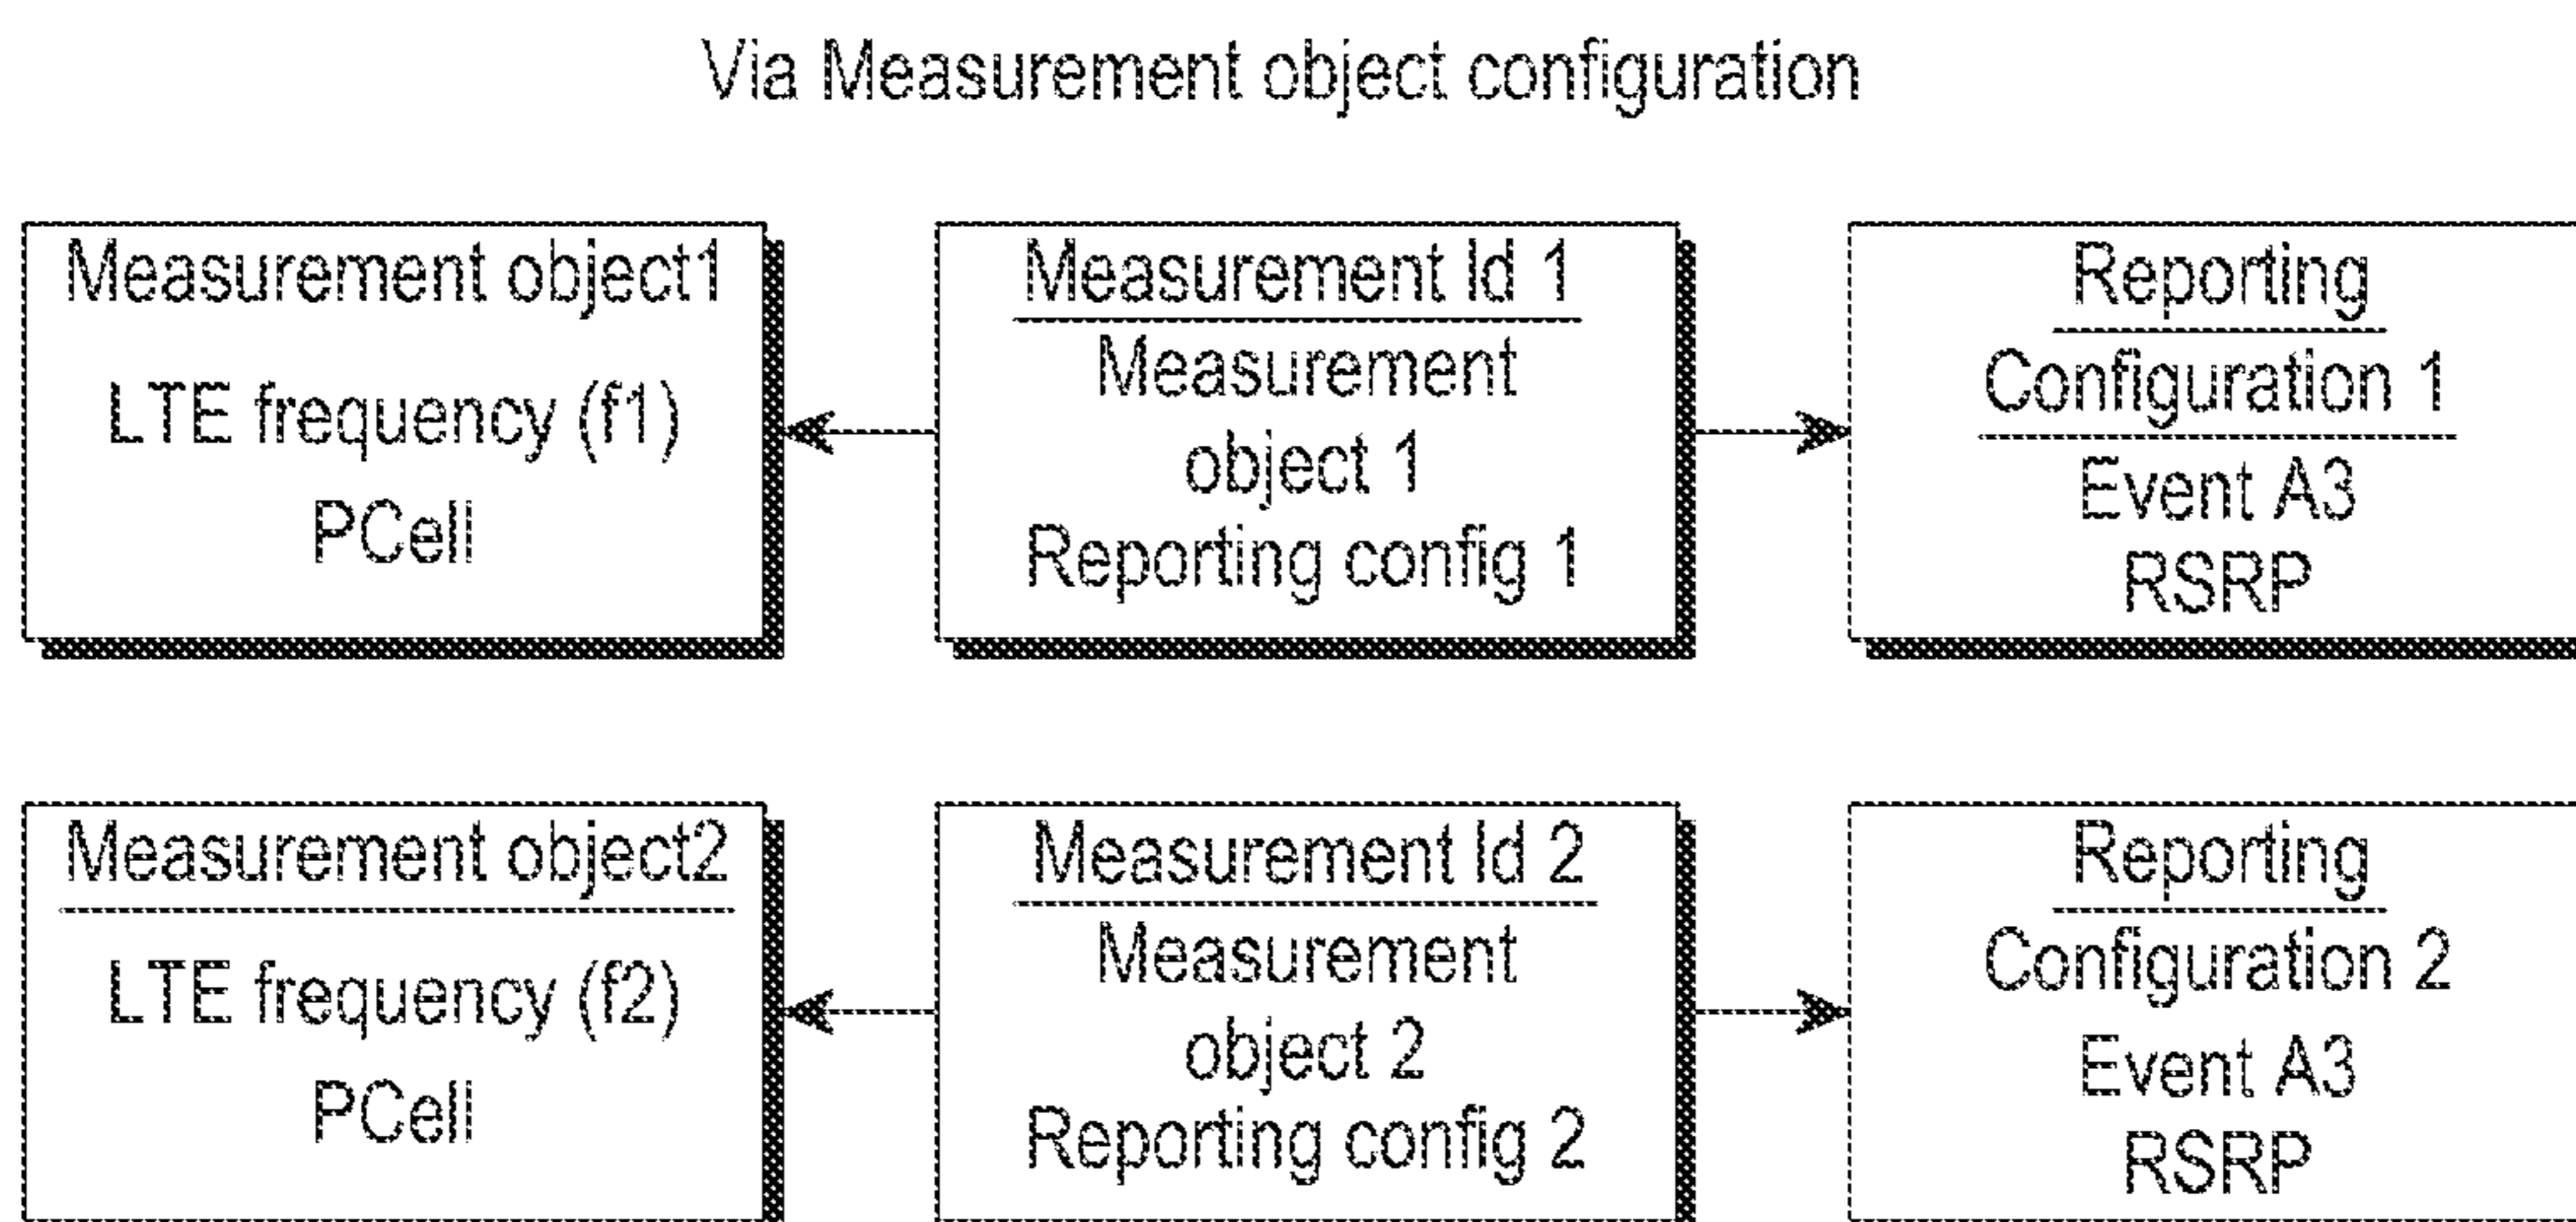 Via Measurement object configuration
Measurement object1
LTE frequency (f1)
PCell
Measurement Id 1
Measurement
object 1
Reporting config 1
Reporting
Configuration 1
Event A3
RSRP
Measurement object2
LTE frequency (f2)
PCell
Measurement Id 2
Measurement
object 2
Reporting config 2
Reporting
Configuration 2
Event A3
RSRP